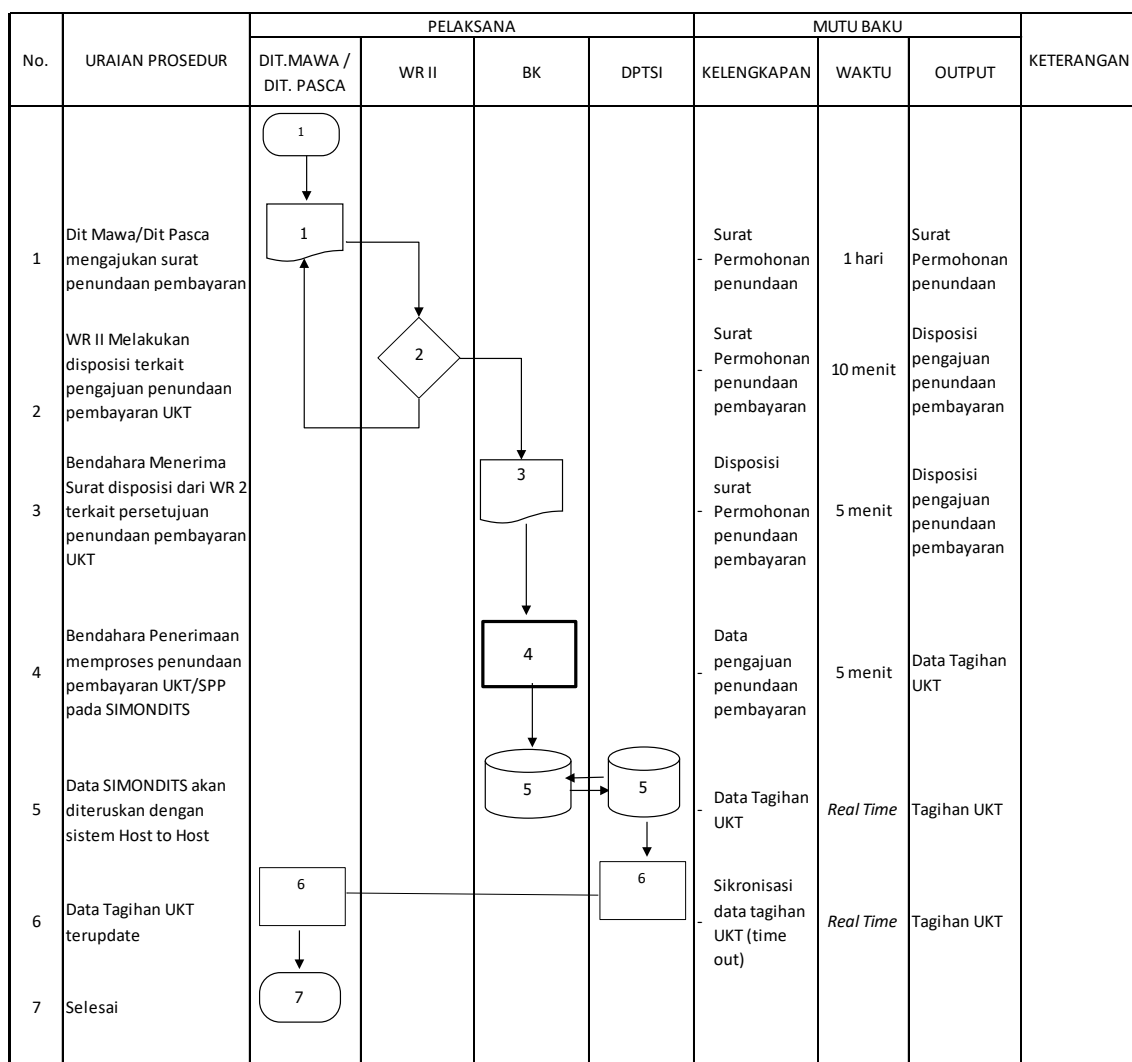 PELAKSANA
MUTU BAKU
No.
URAIAN PROSEDUR
DIT.MAWA /
DIT. PASCA
WR II
BK
DPTSI
KELENGKAPAN
WAKTU
OUTPUT
KETERANGAN
1
1
1
Dit Mawa/Dit Pasca
mengajukan surat
penundaan pembayaran
-
Surat
Permohonan
penundaan
1 hari
Surat
Permohonan
penundaan
2
WR II Melakukan
disposisi terkait
pengajuan penundaan
pembayaran UKT
2
-
Surat
Permohonan
penundaan
pembayaran
10 menit
Disposisi
pengajuan
penundaan
pembayaran
3
Bendahara Menerima
Surat disposisi dari WR 2
terkait persetujuan
penundaan pembayaran
UKT
3
-
Disposisi
surat
Permohonan
penundaan
pembayaran
5 menit
Disposisi
pengajuan
penundaan
pembayaran
4
Bendahara Penerimaan
memproses penundaan
pembayaran UKT/SPP
pada SIMONDITS
4
-
Data
pengajuan
penundaan
pembayaran
5 menit
Data Tagihan
UKT
5
Data SIMONDITS akan
diteruskan dengan
sistem Host to Host
5
5
-
Data Tagihan
UKT
Real Time
Tagihan UKT
6
Data Tagihan UKT
terupdate
6
6
-
Sikronisasi
data tagihan
UKT (time
out)
Real Time
Tagihan UKT
7
Selesai
7